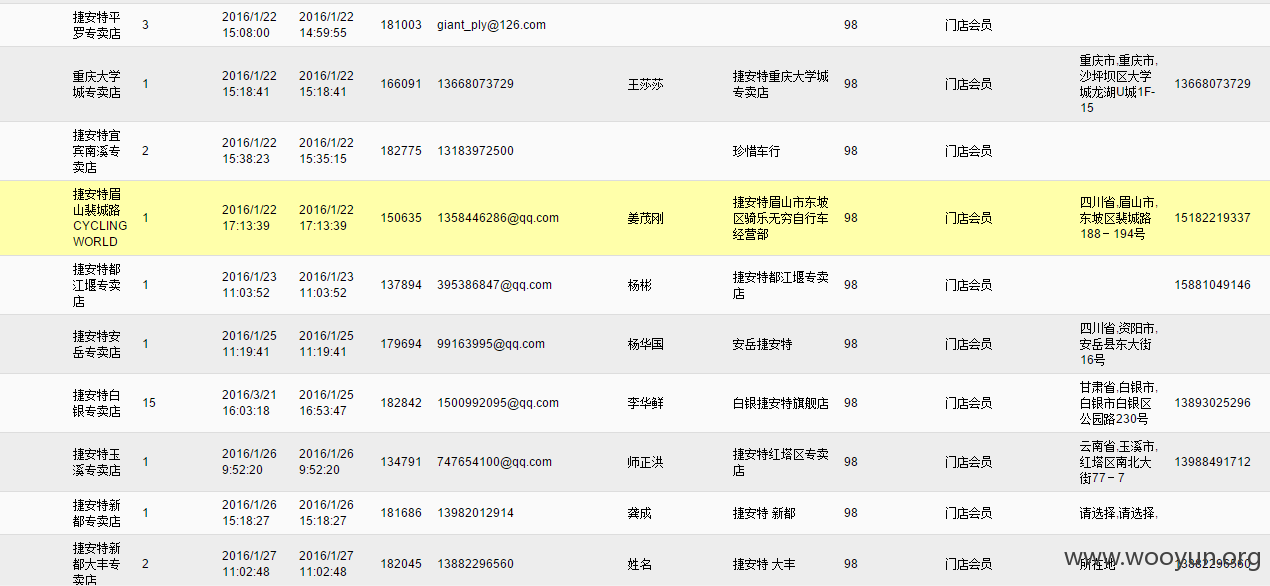 捷安特平
罗专卖店
3
2016/1/22
15:08:00
2016/1/22
14:59:55
181003
giant_ply@126.com
98
门店会员
重庆大学
城专卖店
1
2016/1/22
15:18:41
2016/1/22
15:18:41
166091
13668073729
王莎莎
捷安特重庆大学城
专卖店
98
门店会员
重庆市,重庆市,
沙坪坝区大学
城龙湖U城1F-
15
13668073729
捷安特宜
宾南溪专
卖店
2
2016/1/22
15:38:23
2016/1/22
15:35:15
182775
13183972500
珍惜车行
98
门店会员
捷安特眉
山裴城路
CYCLING
WORLD
1
2016/1/22
17:13:39
2016/1/22
17:13:39
150635
1358446286@qq.com
姜茂刚
捷安特眉山市东坡
区骑乐无穷自行车
经营部
98
门店会员
四川省,眉山市,
东坡区裴城路
188－194号
15182219337
捷安特都
江堰专卖
店
1
2016/1/23
11:03:52
2016/1/23
11:03:52
137894
395386847@qq.com
杨彬
捷安特都江堰专卖
店
98
门店会员
15881049146
捷安特安
岳专卖店
1
2016/1/25
11:19:41
2016/1/25
11:19:41
179694
99163995@qq.com
杨华国
安岳捷安特
98
门店会员
四川省,资阳市,
安岳县东大街
16号
捷安特白
银专卖店
15
2016/3/21
16:03:18
2016/1/25
16:53:47
182842
1500992095@qq.com
李华鲜
白银捷安特旗舰店
98
门店会员
甘肃省,白银市,
白银市白银区
公园路230号
13893025296
捷安特玉
溪专卖店
1
2016/1/26
9:52:20
2016/1/26
9:52:20
134791
747654100@qq.com
师正洪
捷安特红塔区专卖
店
98
门店会员
云南省,玉溪市,
红塔区南北大
街77－7
13988491712
捷安特新
都专卖店
1
2016/1/26
15:18:27
2016/1/26
15:18:27
181686
13982012914
龚成
捷安特 新都
98
门店会员
请选择,请选择,
捷安特新
都大丰专
卖店
2
2016/1/27
11:02:48
2016/1/27
11:02:48
182045
13882296560
姓名
捷安特 大丰
98
门店会员
所在地
13882296560
www.wooyun.org